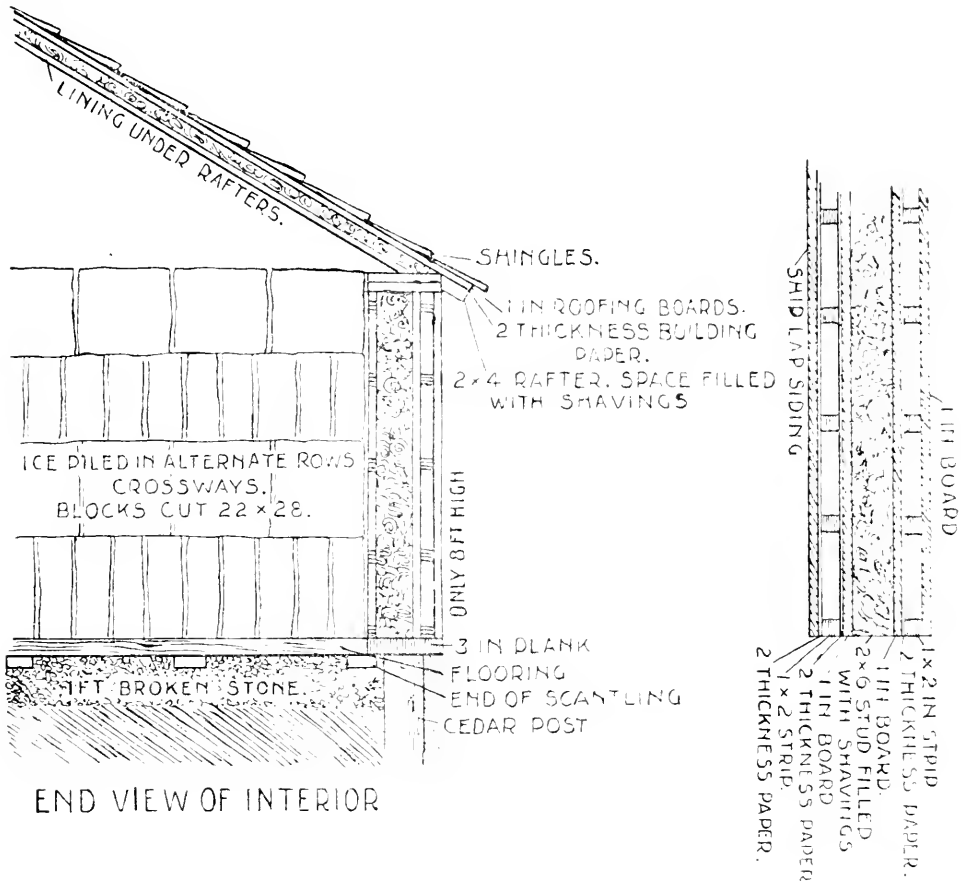 LINING UNDER RAFTERS.
SHINGLES.
1 IN ROOFING BOARDS.
2 THICKNESS BUILDING
PAPER.
2 × 4 RAFTER. SPACE FILLED
WITH SHAVINGS
ICE PILED IN ALTERNATE ROWS
CROSSWAYS.
BLOCKS CUT 22 × 28.
ONLY 8 FT HIGH
3 IN PLANK
FLOORING
END OF SCANTLING
CEDAR POST
1 FT BROKEN STONE.
END VIEW OF INTERIOR
SHIP LAP SIDING
1 IN BOARD
1 × 2 IN STRIP
2 THICKNESS PAPER.
1 IN BOARD.
2 × 6 STUD FILLED
WITH SHAVINGS
1 IN BOARD
2 THICKNESS PAPER
1 × 2 STRIP.
2 THICKNESS PAPER.